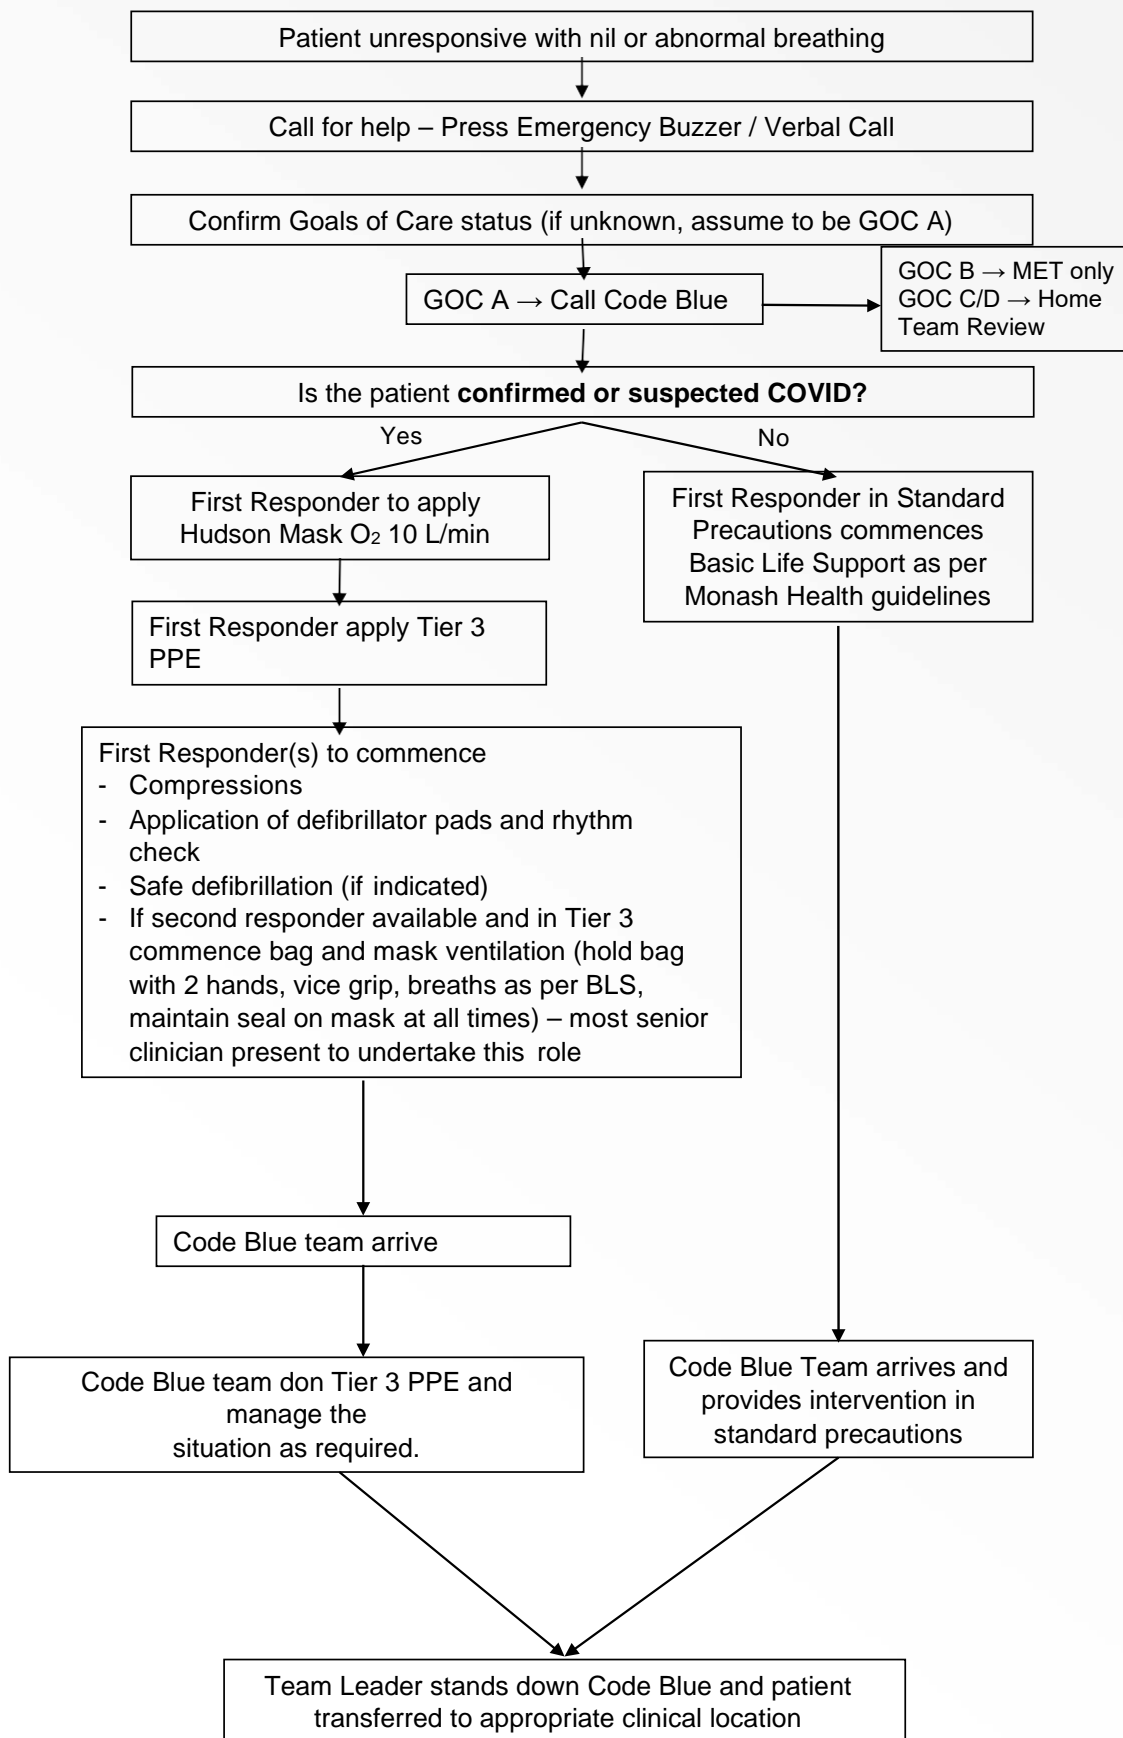 Patient unresponsive with nil or abnormal breathing
Call for help – Press Emergency Buzzer / Verbal Call
Confirm Goals of Care status (if unknown, assume to be GOC A)
GOC A → Call Code Blue
GOC B → MET only
GOC C/D → Home
Team Review
Is the patient confirmed or suspected COVID?
Yes
No
First Responder to apply
Hudson Mask O₂ 10 L/min
First Responder in Standard
Precautions commences
Basic Life Support as per
Monash Health guidelines
First Responder apply Tier 3
PPE
First Responder(s) to commence
- Compressions
- Application of defibrillator pads and rhythm
check
- Safe defibrillation (if indicated)
- If second responder available and in Tier 3
commence bag and mask ventilation (hold bag
with 2 hands, vice grip, breaths as per BLS,
maintain seal on mask at all times) – most senior
clinician present to undertake this role
Code Blue team arrive
Code Blue team don Tier 3 PPE and
manage the
situation as required.
Code Blue Team arrives and
provides intervention in
standard precautions
Team Leader stands down Code Blue and patient
transferred to appropriate clinical location